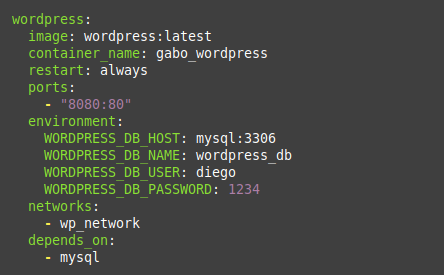 wordpress:
  image: wordpress:latest
  container_name: gabo_wordpress
  restart: always
  ports:
    - "8080:80"
  environment:
    WORDPRESS_DB_HOST: mysql:3306
    WORDPRESS_DB_NAME: wordpress_db
    WORDPRESS_DB_USER: diego
    WORDPRESS_DB_PASSWORD: 1234
  networks:
    - wp_network
  depends_on:
    - mysql